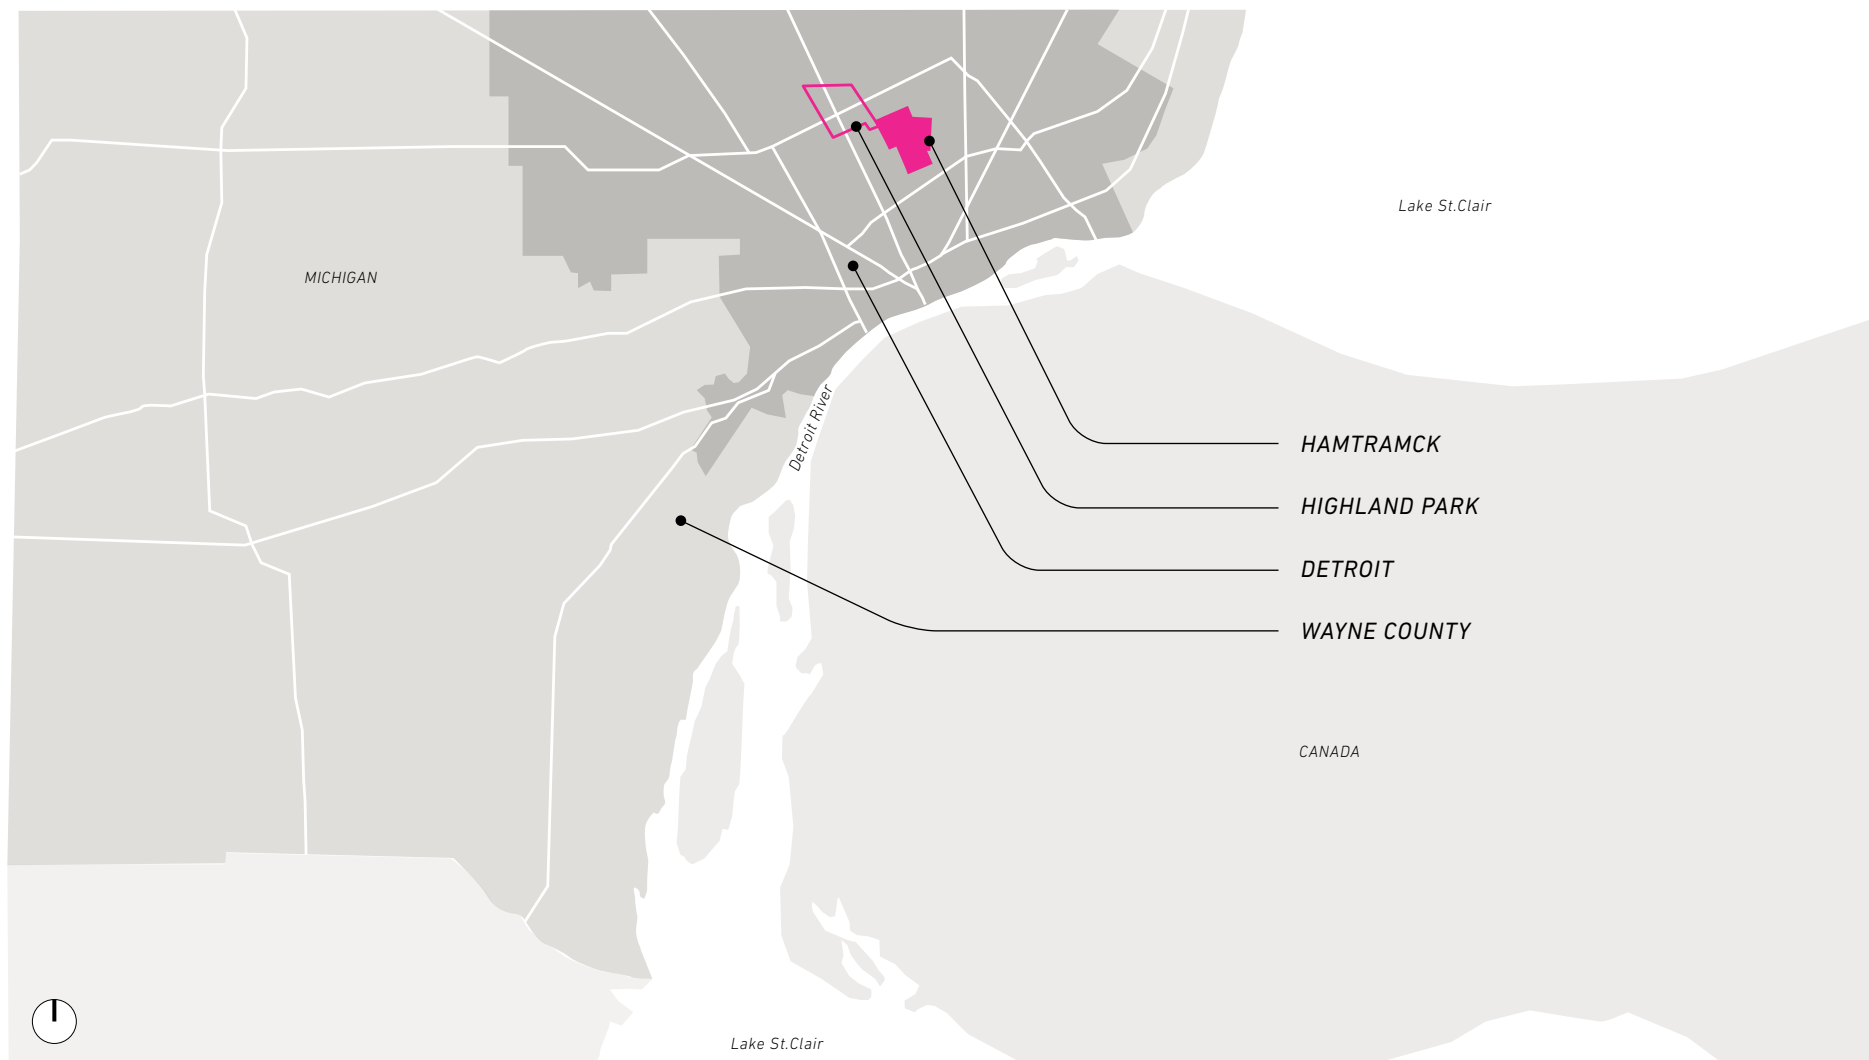 Lake St.Clair
MICHIGAN
Detroit River
HAMTRAMCK
HIGHLAND PARK
DETROIT
WAYNE COUNTY
CANADA
Lake St.Clair